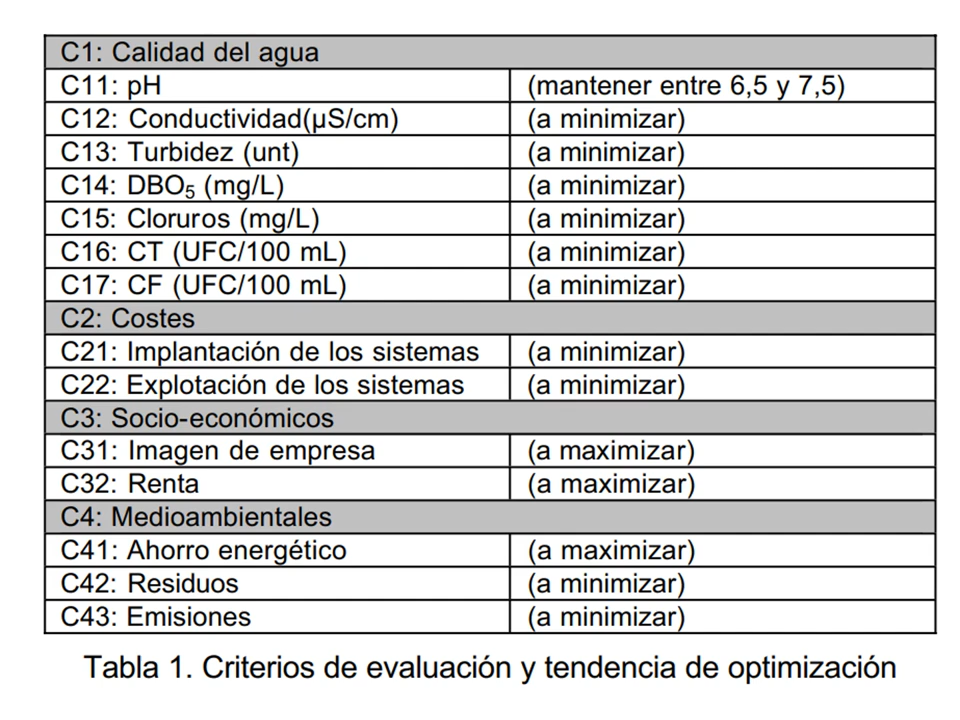 C1: Calidad del agua
C11: pH (mantener entre 6,5 y 7,5)
C12: Conductividad(µS/cm) (a minimizar)
C13: Turbidez (unt) (a minimizar)
C14: DBO₅ (mg/L) (a minimizar)
C15: Cloruros (mg/L) (a minimizar)
C16: CT (UFC/100 mL) (a minimizar)
C17: CF (UFC/100 mL) (a minimizar)
C2: Costes
C21: Implantación de los sistemas (a minimizar)
C22: Explotación de los sistemas (a minimizar)
C3: Socio-económicos
C31: Imagen de empresa (a maximizar)
C32: Renta (a maximizar)
C4: Medioambientales
C41: Ahorro energético (a maximizar)
C42: Residuos (a minimizar)
C43: Emisiones (a minimizar)
Tabla 1. Criterios de evaluación y tendencia de optimización